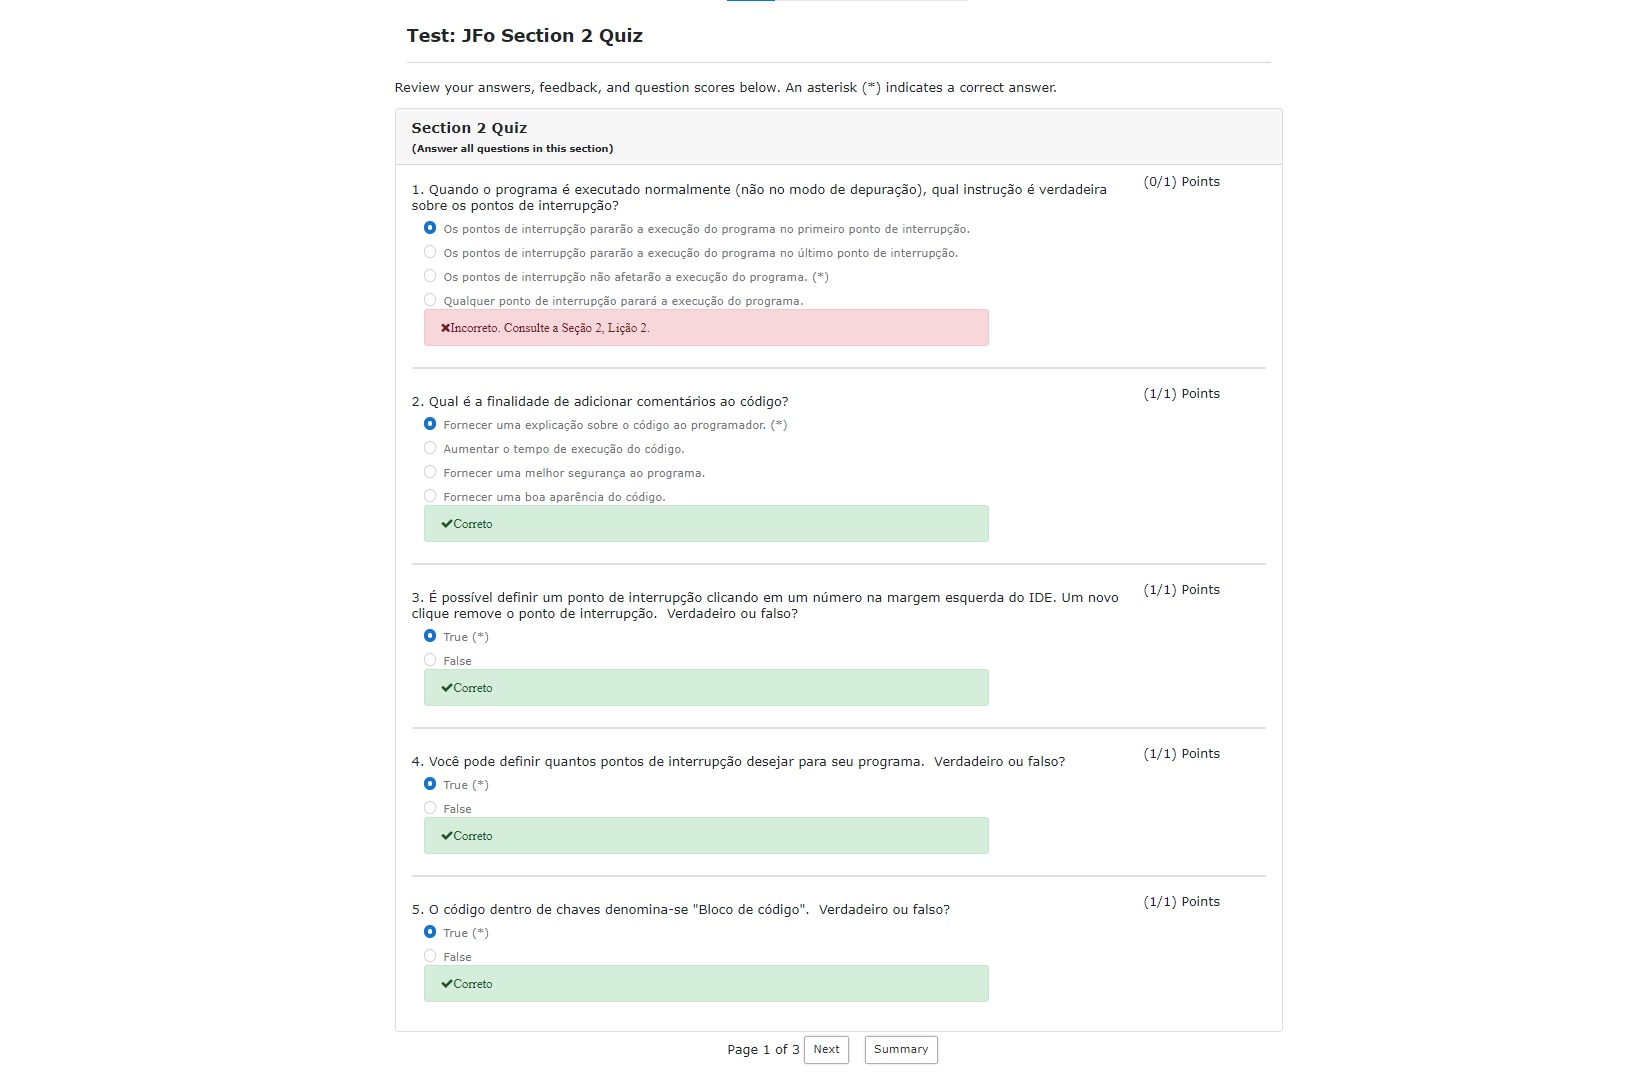 Test: JFo Section 2 Quiz
Review your answers, feedback, and question scores below. An asterisk (*) indicates a correct answer.
Section 2 Quiz
(Answer all questions in this section)
1. Quando o programa é executado normalmente (não no modo de depuração), qual instrução é verdadeira
sobre os pontos de interrupção?
(0/1) Points
Os pontos de interrupção pararão a execução do programa no primeiro ponto de interrupção.
Os pontos de interrupção pararão a execução do programa no último ponto de interrupção.
Os pontos de interrupção não afetarão a execução do programa. (*)
Qualquer ponto de interrupção parará a execução do programa.
Incorreto. Consulte a Seção 2, Lição 2.
2. Qual é a finalidade de adicionar comentários ao código?
(1/1) Points
Fornecer uma explicação sobre o código ao programador. (*)
Aumentar o tempo de execução do código.
Fornecer uma melhor segurança ao programa.
Fornecer uma boa aparência do código.
Correto
3. É possível definir um ponto de interrupção clicando em um número na margem esquerda do IDE. Um novo
clique remove o ponto de interrupção.  Verdadeiro ou falso?
(1/1) Points
True (*)
False
Correto
4. Você pode definir quantos pontos de interrupção desejar para seu programa.  Verdadeiro ou falso?
(1/1) Points
True (*)
False
Correto
5. O código dentro de chaves denomina-se "Bloco de código".  Verdadeiro ou falso?
(1/1) Points
True (*)
False
Correto
Page 1 of 3 Next Summary